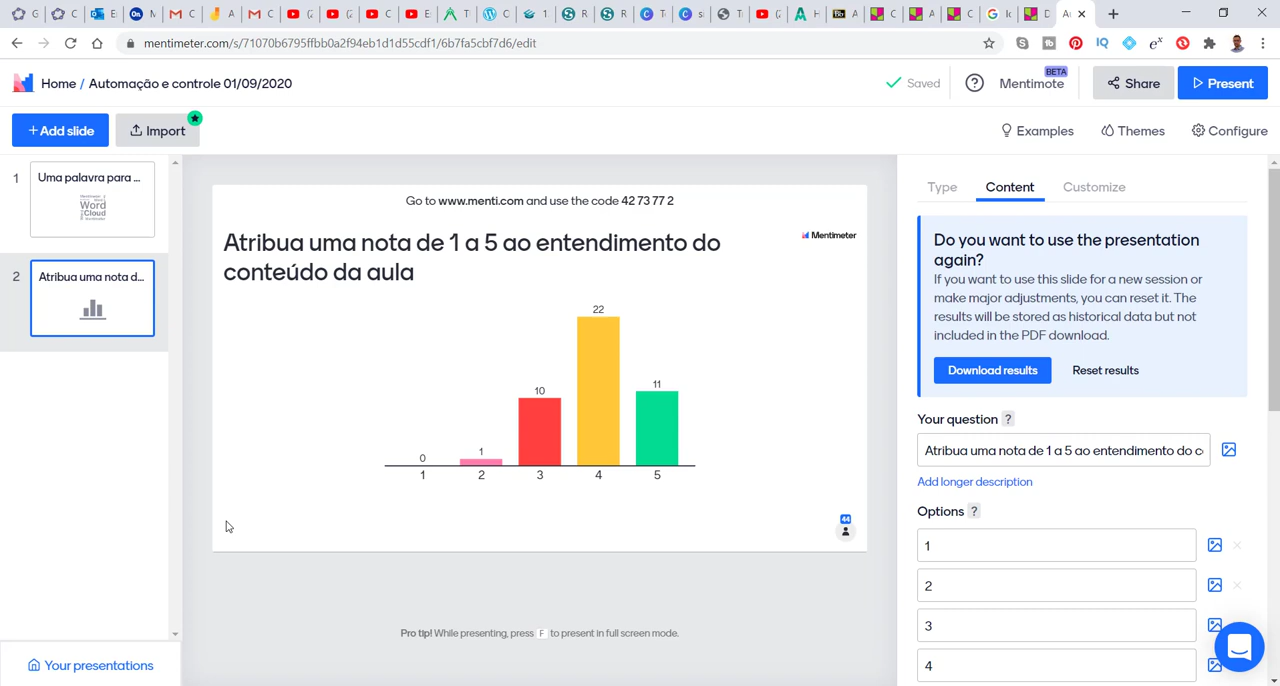 mentimeter.com/s/71070b6795ffbb0a2f94eb1d1d55cdf1/6b7fa5cbf7d6/edit
Home / Automação e controle 01/09/2020
Saved
Mentimote
BETA
Share
Present
+ Add slide
Import
Examples
Themes
Configure
1
Uma palavra para ...
Word
Cloud
2
Atribua uma nota d...
Go to www.menti.com and use the code 42 73 77 2
Mentimeter
Atribua uma nota de 1 a 5 ao entendimento do
conteúdo da aula
0
1
10
22
11
1
2
3
4
5
44
Pro tip! While presenting, press F to present in full screen mode.
Your presentations
Type
Content
Customize
Do you want to use the presentation
again?
If you want to use this slide for a new session or
make major adjustments, you can reset it. The
results will be stored as historical data but not
included in the PDF download.
Download results
Reset results
Your question ?
Atribua uma nota de 1 a 5 ao entendimento do c
Add longer description
Options ?
1
2
3
4